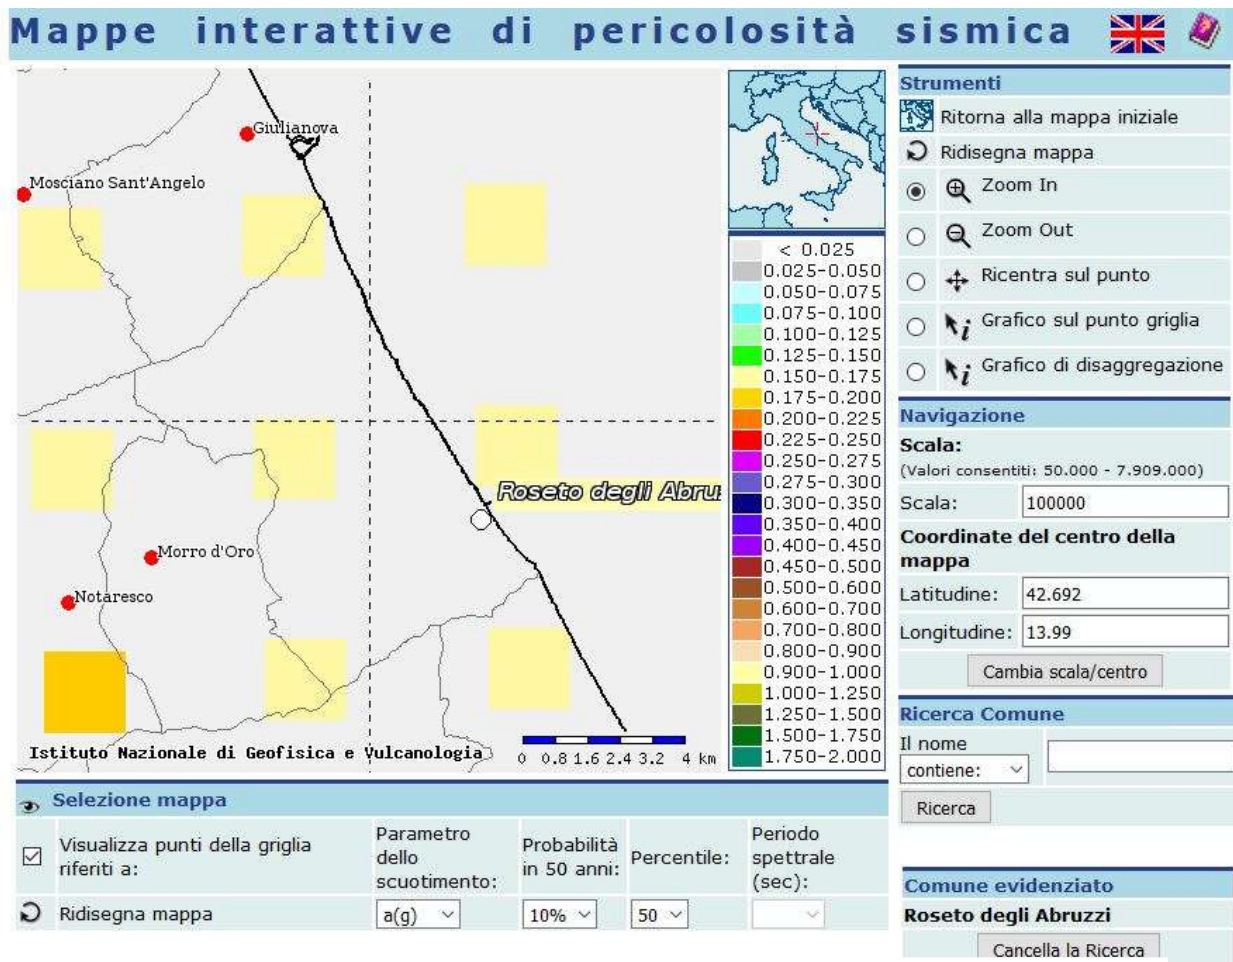 Mappe interattive di pericolosità sismica
Giulianova
Mosciano Sant'Angelo
Roseto degli Abru
Morro d'Oro
Notaresco
Istituto Nazionale di Geofisica e Vulcanologia
0 0.8 1.6 2.4 3.2 4 km
< 0.025
0.025-0.050
0.050-0.075
0.075-0.100
0.100-0.125
0.125-0.150
0.150-0.175
0.175-0.200
0.200-0.225
0.225-0.250
0.250-0.275
0.275-0.300
0.300-0.350
0.350-0.400
0.400-0.450
0.450-0.500
0.500-0.600
0.600-0.700
0.700-0.800
0.800-0.900
0.900-1.000
1.000-1.250
1.250-1.500
1.500-1.750
1.750-2.000
Strumenti
Ritorna alla mappa iniziale
Ridisegna mappa
Zoom In
Zoom Out
Ricentra sul punto
Grafico sul punto griglia
Grafico di disaggregazione
Navigazione
Scala:
(Valori consentiti: 50.000 - 7.909.000)
Scala: 100000
Coordinate del centro della
mappa
Latitudine: 42.692
Longitudine: 13.99
Cambia scala/centro
Ricerca Comune
Il nome
contiene:
Ricerca
Comune evidenziato
Roseto degli Abruzzi
Cancella la Ricerca
Selezione mappa
Visualizza punti della griglia
riferiti a:
Parametro
dello
scuotimento:
Probabilità
in 50 anni:
Percentile:
Periodo
spettrale
(sec):
Ridisegna mappa
a(g)
10%
50